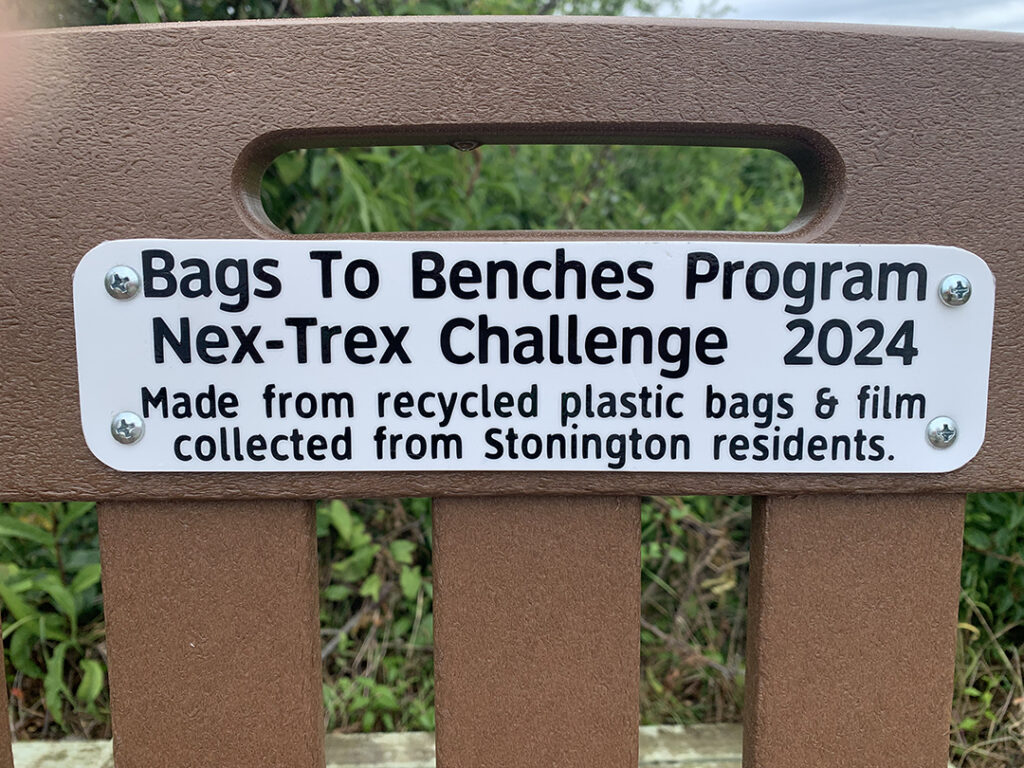 Bags To Benches Program
Nex-Trex Challenge 2024
Made from recycled plastic bags & film
collected from Stonington residents.